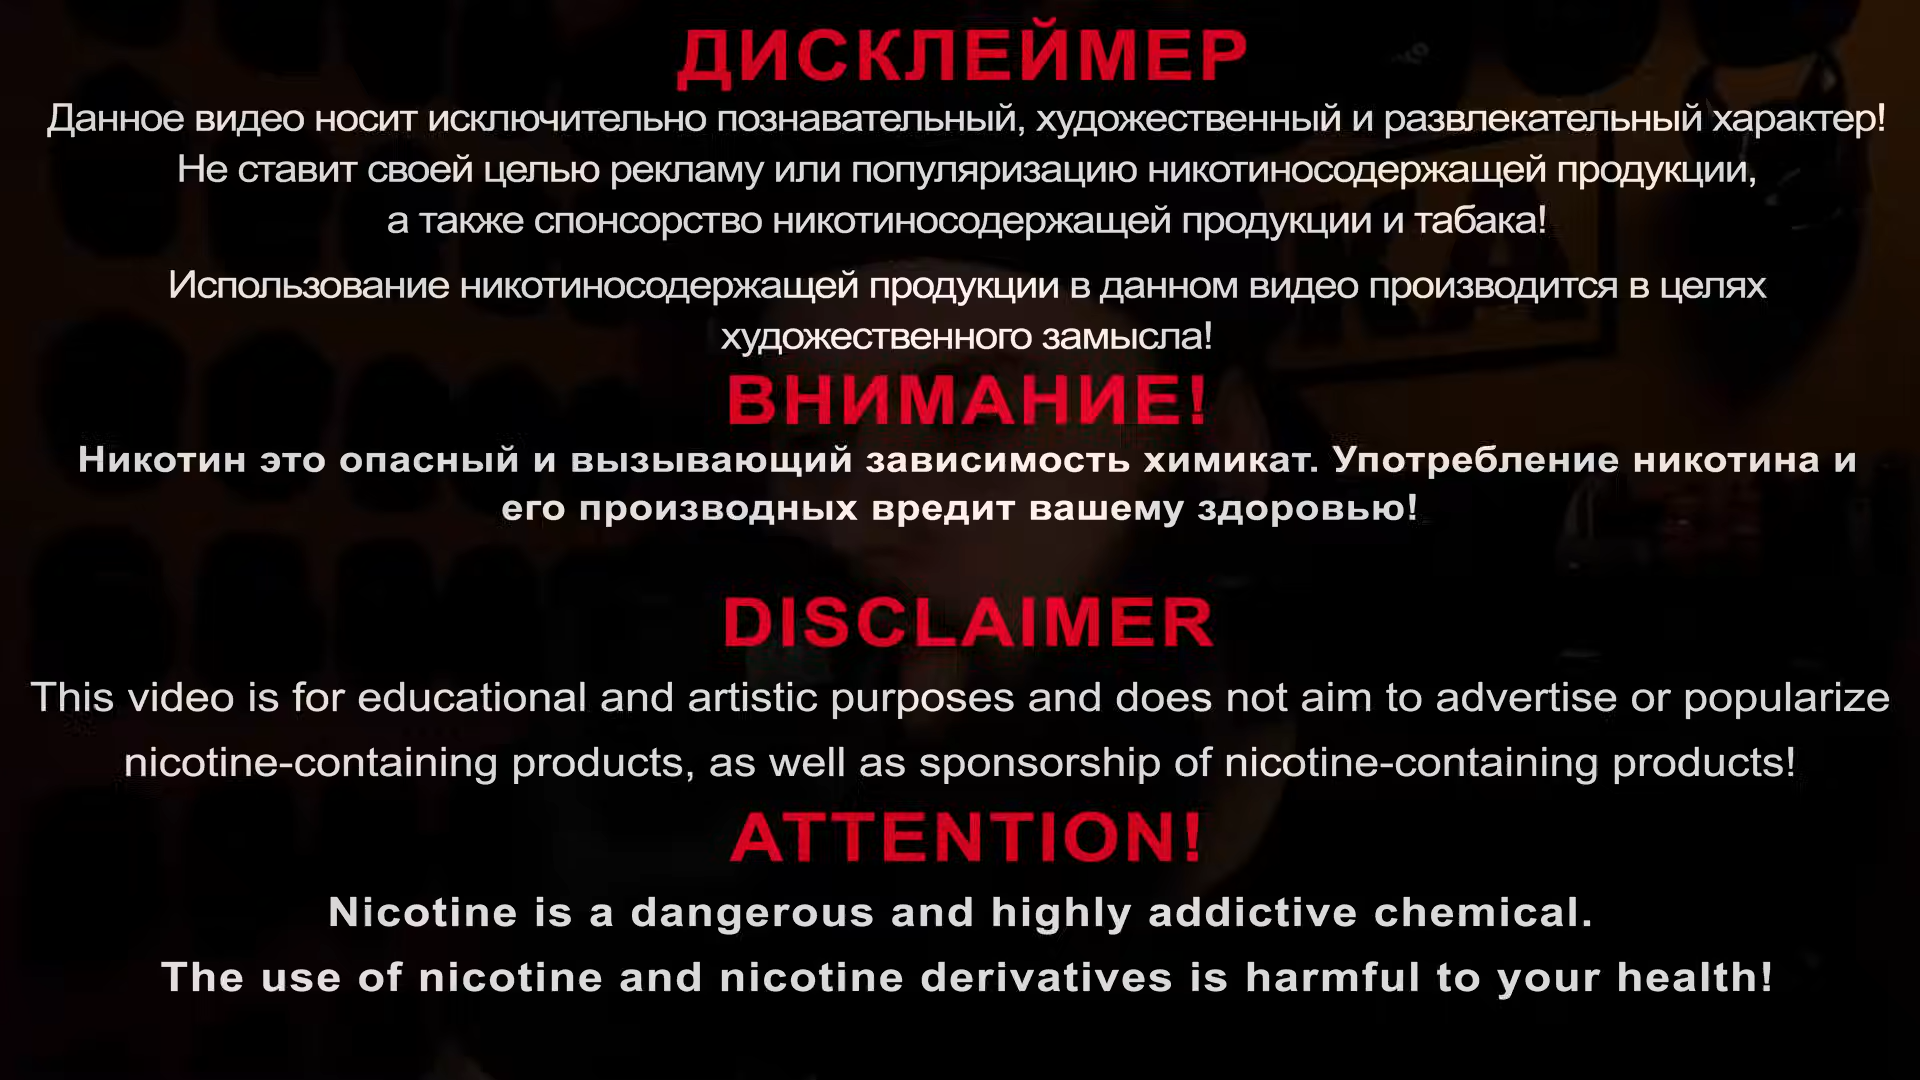 ДИСКЛЕЙМЕР
Данное видео носит исключительно познавательный, художественный и развлекательный характер!
Не ставит своей целью рекламу или популяризацию никотиносодержащей продукции,
а также спонсорство никотиносодержащей продукции и табака!
Использование никотиносодержащей продукции в данном видео производится в целях
художественного замысла!
ВНИМАНИЕ!
Никотин это опасный и вызывающий зависимость химикат. Употребление никотина и
его производных вредит вашему здоровью!
DISCLAIMER
This video is for educational and artistic purposes and does not aim to advertise or popularize
nicotine-containing products, as well as sponsorship of nicotine-containing products!
ATTENTION!
Nicotine is a dangerous and highly addictive chemical.
The use of nicotine and nicotine derivatives is harmful to your health!